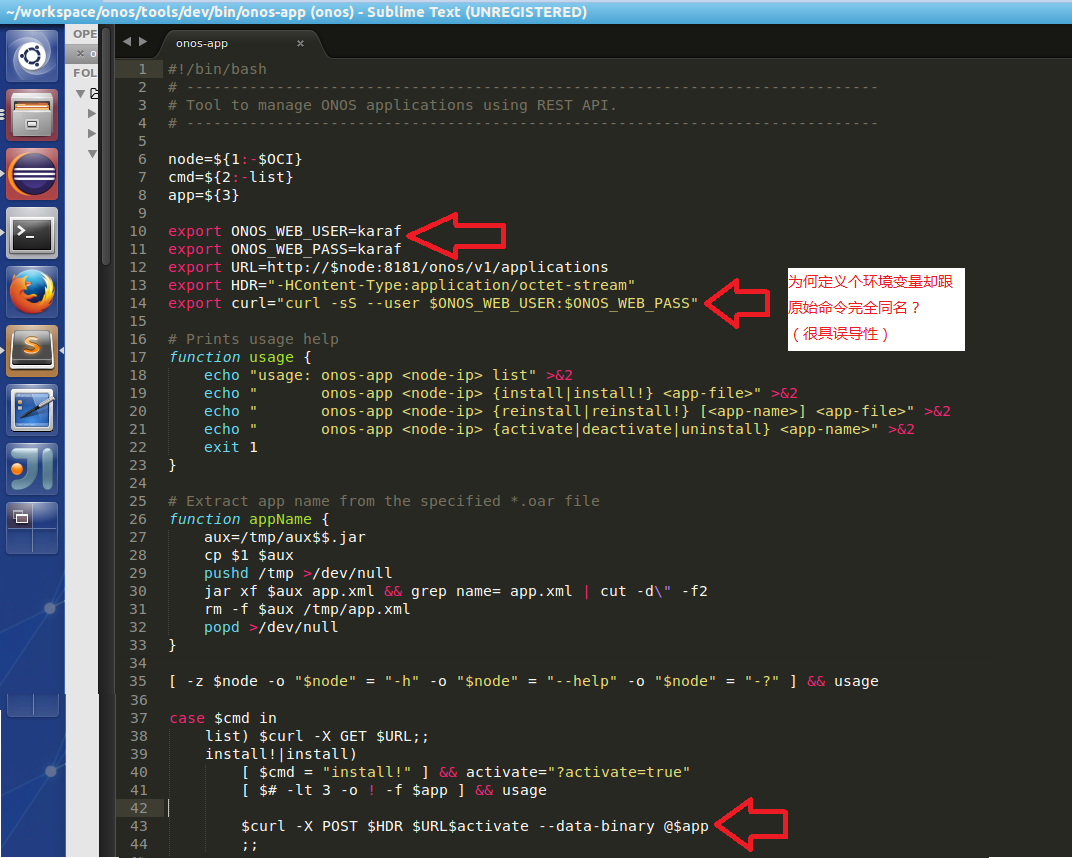 ~/workspace/onos/tools/dev/bin/onos-app (onos) - Sublime Text (UNREGISTERED)
OPE
FOL
onos-app ×
1 #!/bin/bash
2 # -----------------------------------------------------------------------------
3 # Tool to manage ONOS applications using REST API.
4 # -----------------------------------------------------------------------------
5
6 node=${1:-$OCI}
7 cmd=${2:-list}
8 app=${3}
9
10 export ONOS_WEB_USER=karaf
11 export ONOS_WEB_PASS=karaf
12 export URL=http://$node:8181/onos/v1/applications
13 export HDR="-HContent-Type:application/octet-stream"
14 export curl="curl -sS --user $ONOS_WEB_USER:$ONOS_WEB_PASS"
为何定义个环境变量却跟
原始命令完全同名？
（很具误导性）
15
16 # Prints usage help
17 function usage {
18     echo "usage: onos-app <node-ip> list" >&2
19     echo "       onos-app <node-ip> {install|install!} <app-file>" >&2
20     echo "       onos-app <node-ip> {reinstall|reinstall!} [<app-name>] <app-file>" >&2
21     echo "       onos-app <node-ip> {activate|deactivate|uninstall} <app-name>" >&2
22     exit 1
23 }
24
25 # Extract app name from the specified *.oar file
26 function appName {
27     aux=/tmp/aux$$.jar
28     cp $1 $aux
29     pushd /tmp >/dev/null
30     jar xf $aux app.xml && grep name= app.xml | cut -d\" -f2
31     rm -f $aux /tmp/app.xml
32     popd >/dev/null
33 }
34
35 [ -z $node -o "$node" = "-h" -o "$node" = "--help" -o "$node" = "-?" ] && usage
36
37 case $cmd in
38     list) $curl -X GET $URL;;
39     install!|install)
40         [ $cmd = "install!" ] && activate="?activate=true"
41         [ $# -lt 3 -o ! -f $app ] && usage
42
43         $curl -X POST $HDR $URL$activate --data-binary @$app
44         ;;